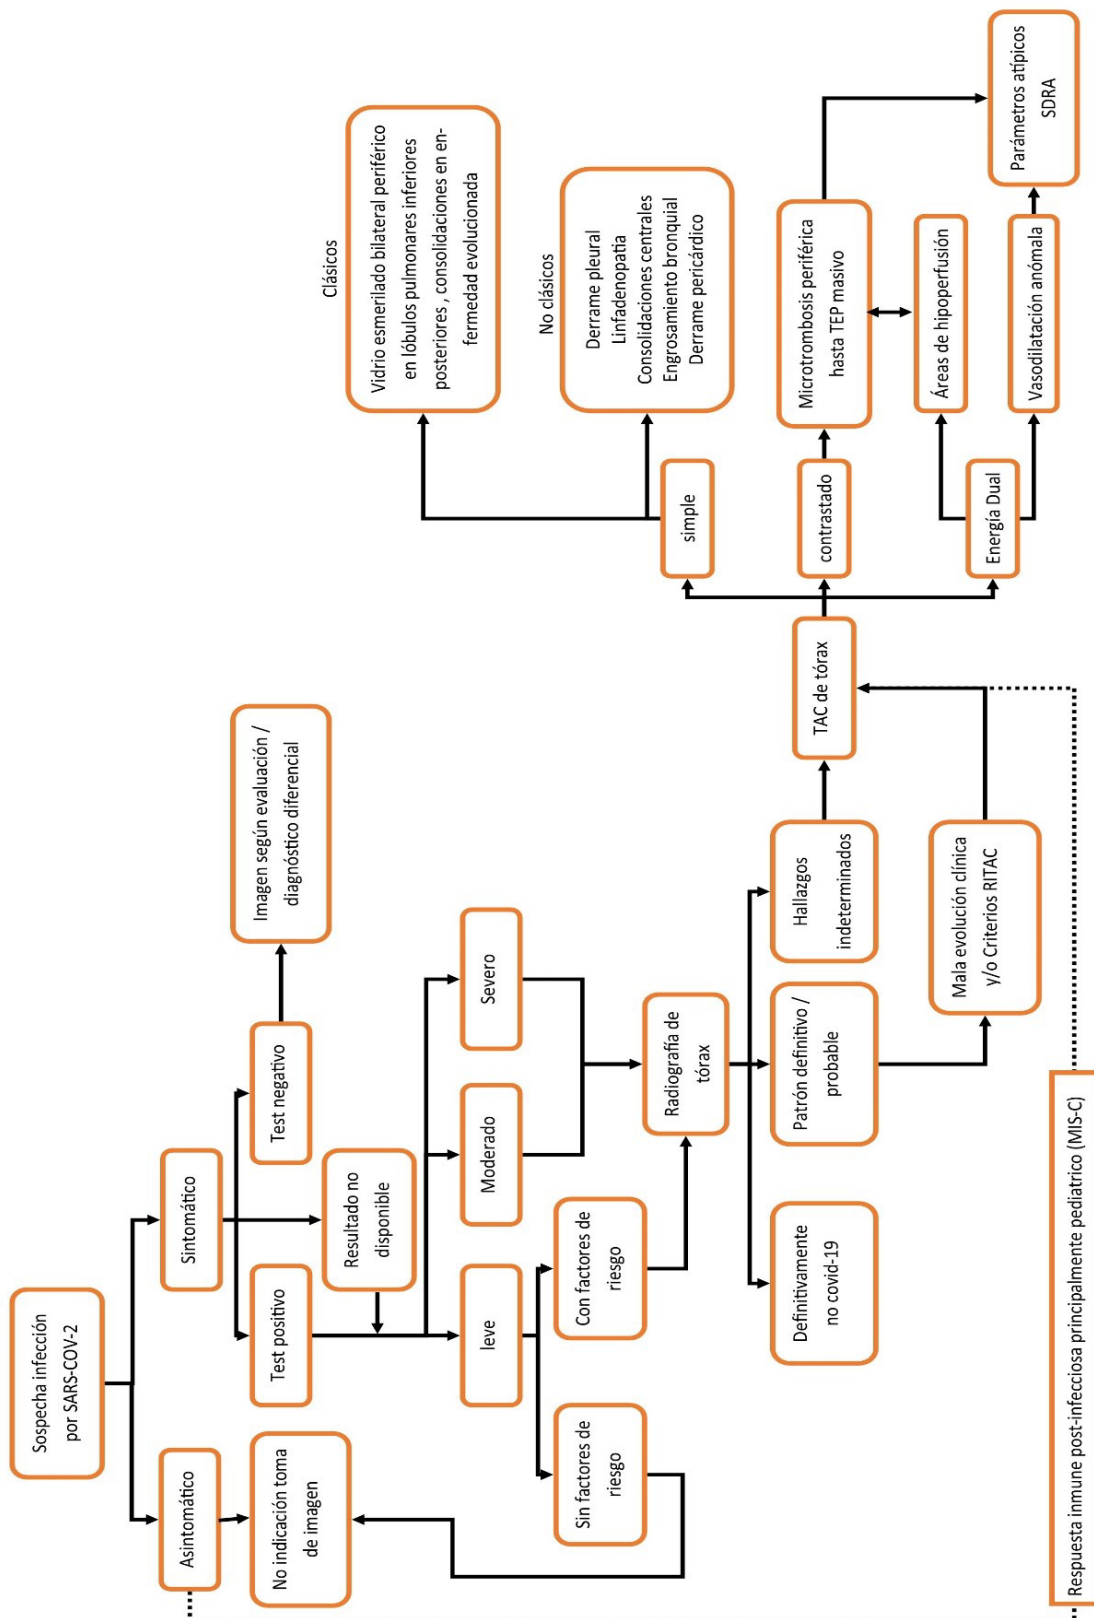 Sospecha infección
por SARS-COV-2
Asintomático
Sintomático
No indicación toma
de imagen
Test positivo
Test negativo
Imagen según evaluación /
diagnóstico diferencial
Resultado no
disponible
leve
Moderado
Severo
Sin factores de
riesgo
Con factores de
riesgo
Radiografía de
tórax
Definitivamente
no covid-19
Patrón definitivo /
probable
Hallazgos
indeterminados
Mala evolución clínica
y/o Criterios RITAC
Respuesta inmune post-infecciosa principalmente pediatrico (MIS-C)
TAC de tórax
simple
contrastado
Energía Dual
Clásicos
Vidrio esmerilado bilateral periférico
en lóbulos pulmonares inferiores
posteriores , consolidaciones en en-
fermedad evolucionada
No clásicos
Derrame pleural
Linfadenopatia
Consolidaciones centrales
Engrosamiento bronquial
Derrame pericárdico
Microtrombosis periférica
hasta TEP masivo
Áreas de hipoperfusión
Vasodilatación anómala
Parámetros atípicos
SDRA